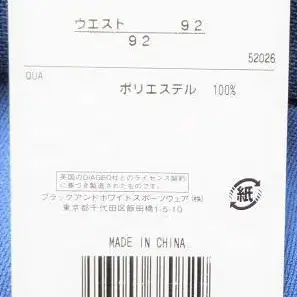 ウエスト 92
92
52026
QUA
ポリエステル 100%
英国のDIAGEO社とのライセンス契約
に基づき製造されたものです。
ブラックアンドホワイトスポーツウェア(株)
東京都千代田区飯田橋1-5-10
紙
MADE IN CHINA